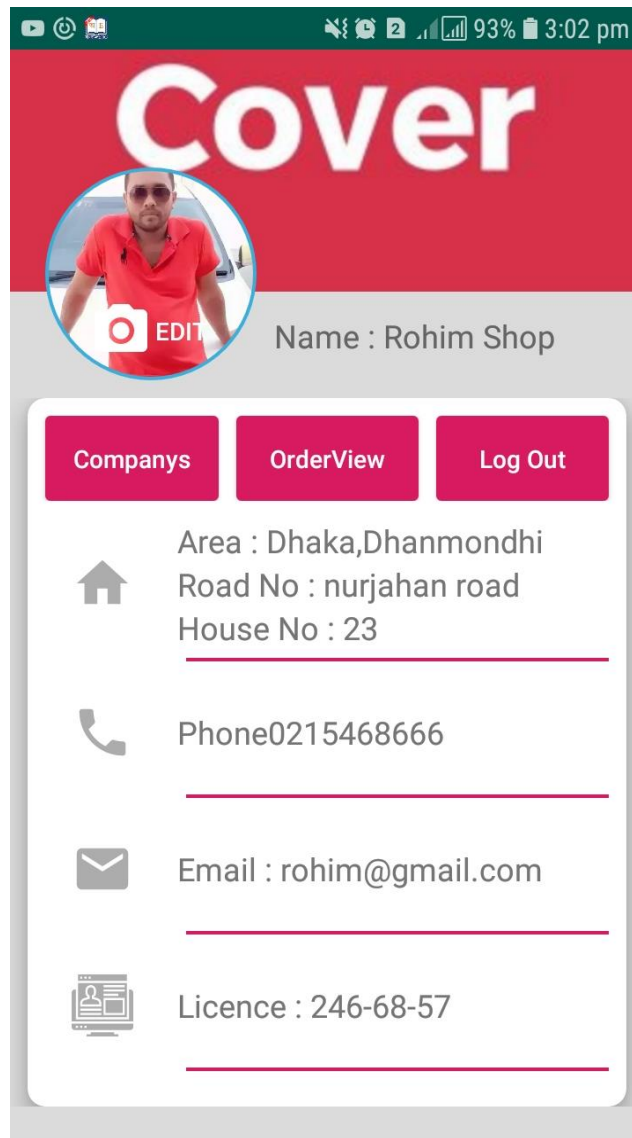 2 93% 3:02 pm
Cover
EDIT
Name : Rohim Shop
Companys
OrderView
Log Out
Area : Dhaka,Dhanmondhi
Road No : nurjahan road
House No : 23
Phone0215468666
Email : rohim@gmail.com
Licence : 246-68-57